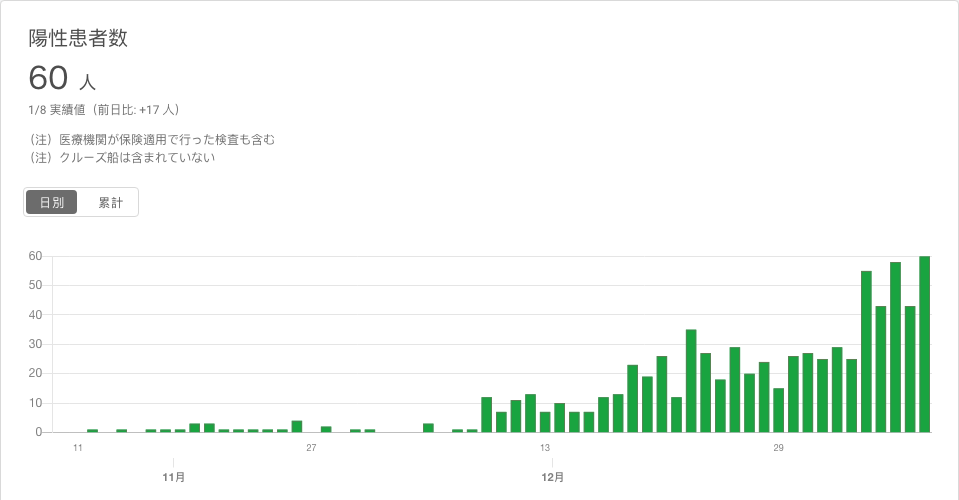 陽性患者数
60 人
1/8 実績値（前日比: +17 人）
（注）医療機関が保険適用で行った検査も含む
（注）クルーズ船は含まれていない
日別 累計
60
50
40
30
20
10
0
11 27 13 29
11月 12月